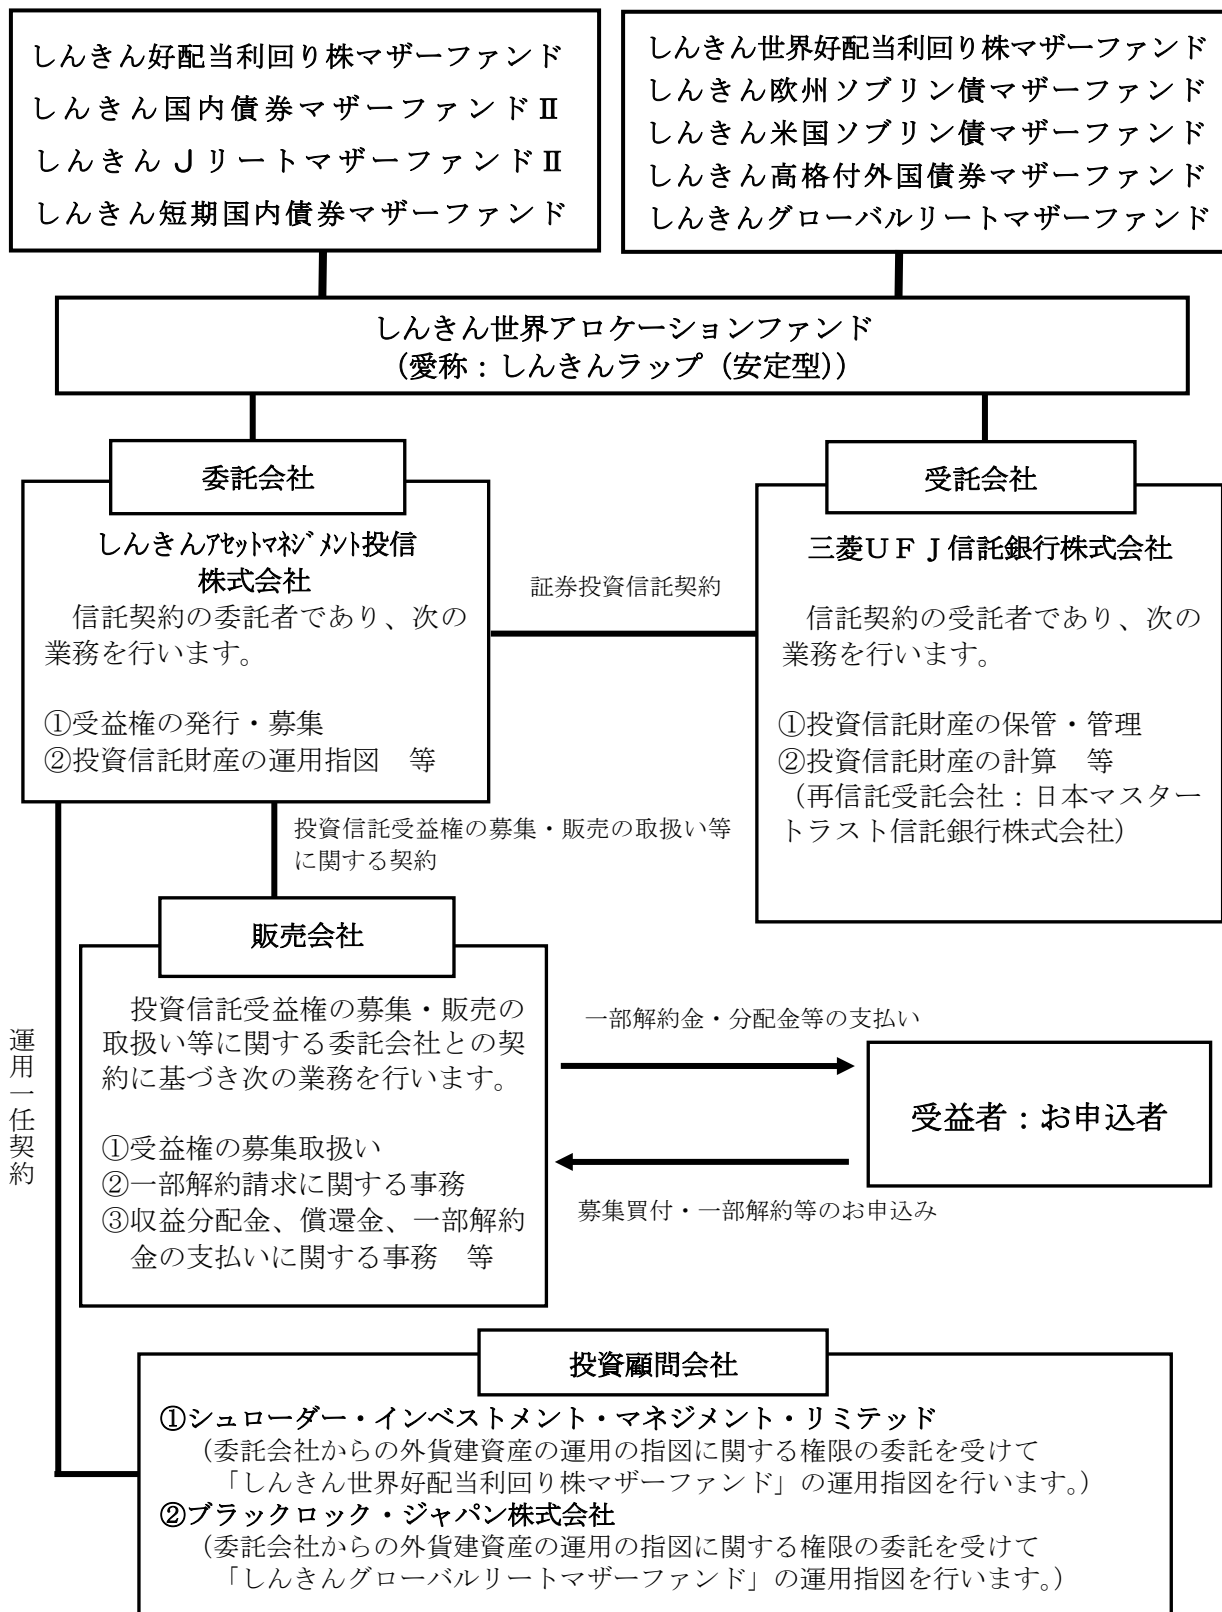 しんきん好配当利回り株マザーファンド
しんきん国内債券マザーファンドⅡ
しんきんＪリートマザーファンドⅡ
しんきん短期国内債券マザーファンド
しんきん世界好配当利回り株マザーファンド
しんきん欧州ソブリン債マザーファンド
しんきん米国ソブリン債マザーファンド
しんきん高格付外国債券マザーファンド
しんきんグローバルリートマザーファンド
しんきん世界アロケーションファンド
（愛称：しんきんラップ（安定型））
委託会社
しんきんｱｾｯﾄﾏﾈｼﾞﾒﾝﾄ投信
株式会社
信託契約の委託者であり、次の
業務を行います。
①受益権の発行・募集
②投資信託財産の運用指図　等
証券投資信託契約
受託会社
三菱ＵＦＪ信託銀行株式会社
信託契約の受託者であり、次の
業務を行います。
①投資信託財産の保管・管理
②投資信託財産の計算　等
（再信託受託会社：日本マスター
トラスト信託銀行株式会社）
投資信託受益権の募集・販売の取扱い等
に関する契約
販売会社
投資信託受益権の募集・販売の
取扱い等に関する委託会社との契
約に基づき次の業務を行います。
①受益権の募集取扱い
②一部解約請求に関する事務
③収益分配金、償還金、一部解約
金の支払いに関する事務　等
一部解約金・分配金等の支払い
受益者：お申込者
募集買付・一部解約等のお申込み
運用一任契約
投資顧問会社
①シュローダー・インベストメント・マネジメント・リミテッド
（委託会社からの外貨建資産の運用の指図に関する権限の委託を受けて
「しんきん世界好配当利回り株マザーファンド」の運用指図を行います。）
②ブラックロック・ジャパン株式会社
（委託会社からの外貨建資産の運用の指図に関する権限の委託を受けて
「しんきんグローバルリートマザーファンド」の運用指図を行います。）